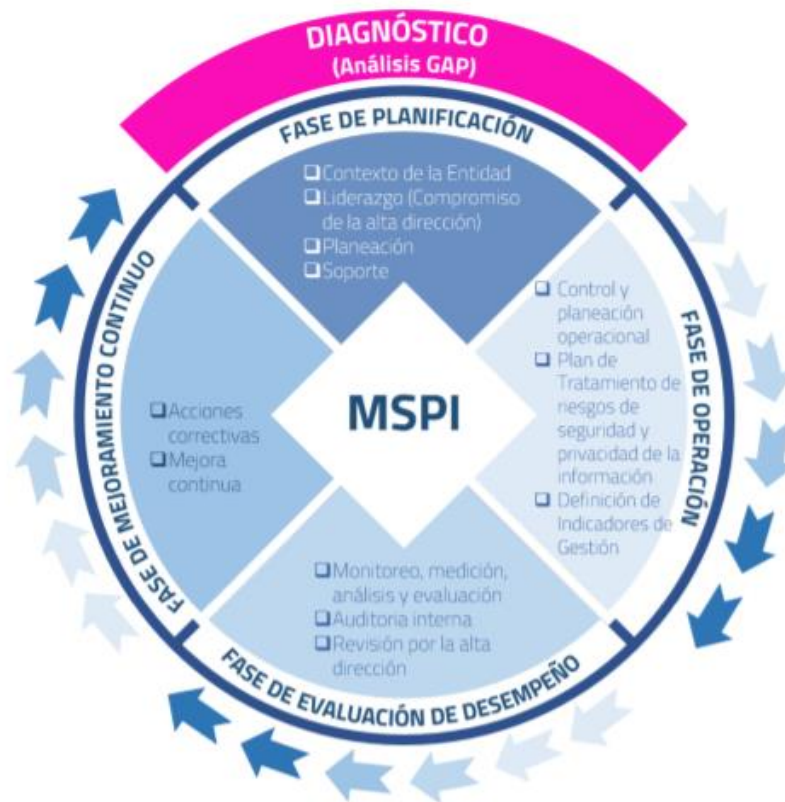 DIAGNÓSTICO
(Análisis GAP)
FASE DE PLANIFICACIÓN
❑Contexto de la Entidad
❑Liderazgo (Compromiso
de la alta dirección)
❑Planeación
❑Soporte
FASE DE OPERACIÓN
❑ Control y
planeación
operacional
❑ Plan de
Tratamiento de
riesgos de
seguridad y
privacidad de la
información
❑ Definición de
Indicadores de
Gestión
MSPI
FASE DE EVALUACIÓN DE DESEMPEÑO
❑Monitoreo, medición,
análisis y evaluación
❑Auditoria interna
❑Revisión por la alta
dirección
FASE DE MEJORAMIENTO CONTINUO
❑Acciones
correctivas
❑Mejora
continua